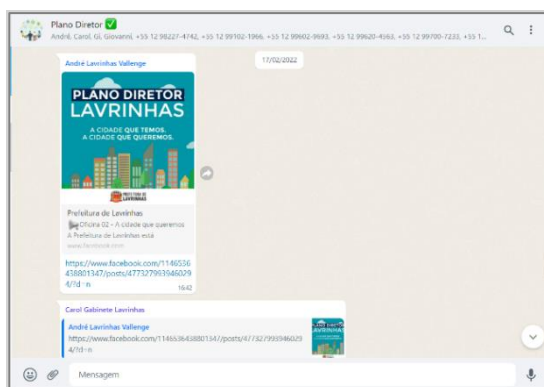 Plano Diretor ✅
André, Carol, Gi, Giovanni, +55 12 98227-4742, +55 12 99102-1966, +55 12 99602-9693, +55 12 99620-4563, +55 12 99700-7233, +55 1...
17/02/2022
André Lavrinhas Vallenge
PLANO DIRETOR
LAVRINHAS
A CIDADE QUE TEMOS.
A CIDADE QUE QUEREMOS.
PREFEITURA DE
LAVRINHAS
Prefeitura de Lavrinhas
Oficina 02 - A cidade que queremos
A Prefeitura de Lavrinhas está
www.facebook.com
https://www.facebook.com/1146536
438801347/posts/477327993946029
4/?d=n
16:42
Carol Gabinete Lavrinhas
André Lavrinhas Vallenge
https://www.facebook.com/1146536438801347/posts/477327993946029
4/?d=n
Mensagem